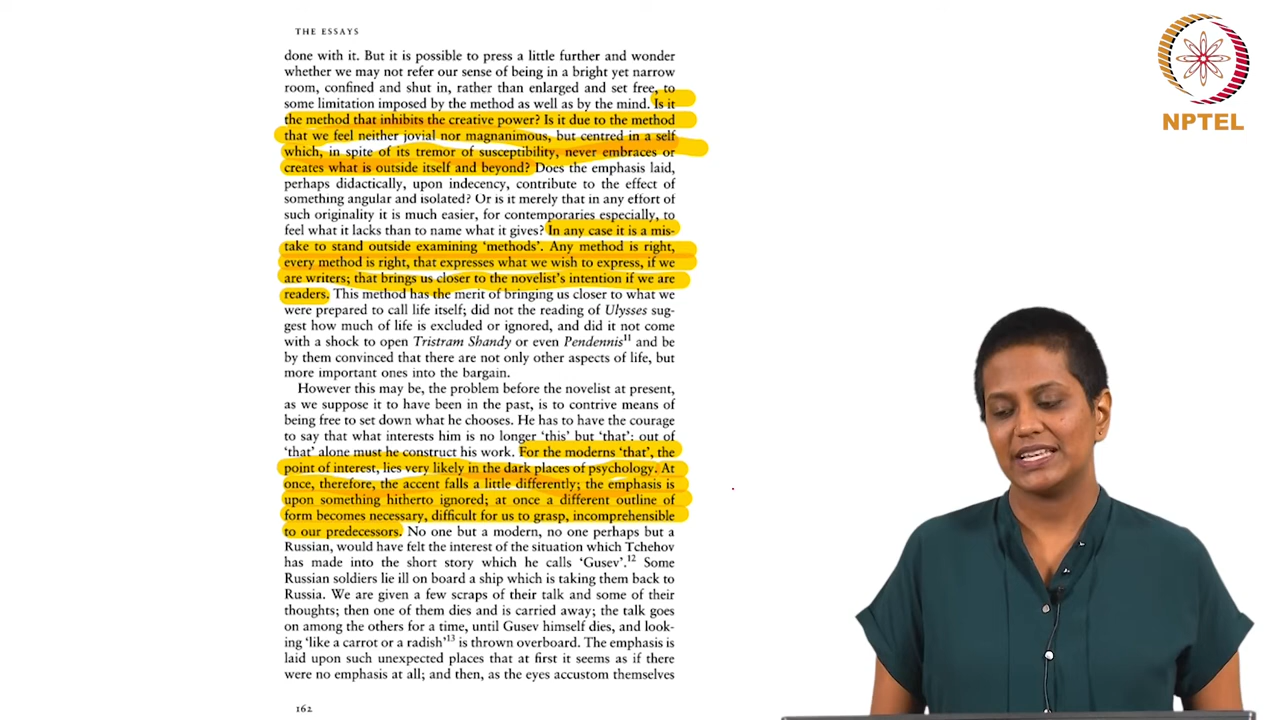 THE ESSAYS
done with it. But it is possible to press a little further and wonder
whether we may not refer our sense of being in a bright yet narrow
room, confined and shut in, rather than enlarged and set free, to
some limitation imposed by the method as well as by the mind. Is it
the method that inhibits the creative power? Is it due to the method
that we feel neither jovial nor magnanimous, but centred in a self
which, in spite of its tremor of susceptibility, never embraces or
creates what is outside itself and beyond? Does the emphasis laid,
perhaps didactically, upon indecency, contribute to the effect of
something angular and isolated? Or is it merely that in any effort of
such originality it is much easier, for contemporaries especially, to
feel what it lacks than to name what it gives? In any case it is a mis-
take to stand outside examining ‘methods’. Any method is right,
every method is right, that expresses what we wish to express, if we
are writers; that brings us closer to the novelist’s intention if we are
readers. This method has the merit of bringing us closer to what we
were prepared to call life itself; did not the reading of Ulysses sug-
gest how much of life is excluded or ignored, and did it not come
with a shock to open Tristram Shandy or even Pendennis11 and be
by them convinced that there are not only other aspects of life, but
more important ones into the bargain.
However this may be, the problem before the novelist at present,
as we suppose it to have been in the past, is to contrive means of
being free to set down what he chooses. He has to have the courage
to say that what interests him is no longer ‘this’ but ‘that’: out of
‘that’ alone must he construct his work. For the moderns ‘that’, the
point of interest, lies very likely in the dark places of psychology. At
once, therefore, the accent falls a little differently; the emphasis is
upon something hitherto ignored; at once a different outline of
form becomes necessary, difficult for us to grasp, incomprehensible
to our predecessors. No one but a modern, no one perhaps but a
Russian, would have felt the interest of the situation which Tchehov
has made into the short story which he calls ‘Gusev’.12 Some
Russian soldiers lie ill on board a ship which is taking them back to
Russia. We are given a few scraps of their talk and some of their
thoughts; then one of them dies and is carried away; the talk goes
on among the others for a time, until Gusev himself dies, and look-
ing ‘like a carrot or a radish’13 is thrown overboard. The emphasis is
laid upon such unexpected places that at first it seems as if there
were no emphasis at all; and then, as the eyes accustom themselves
162
NPTEL